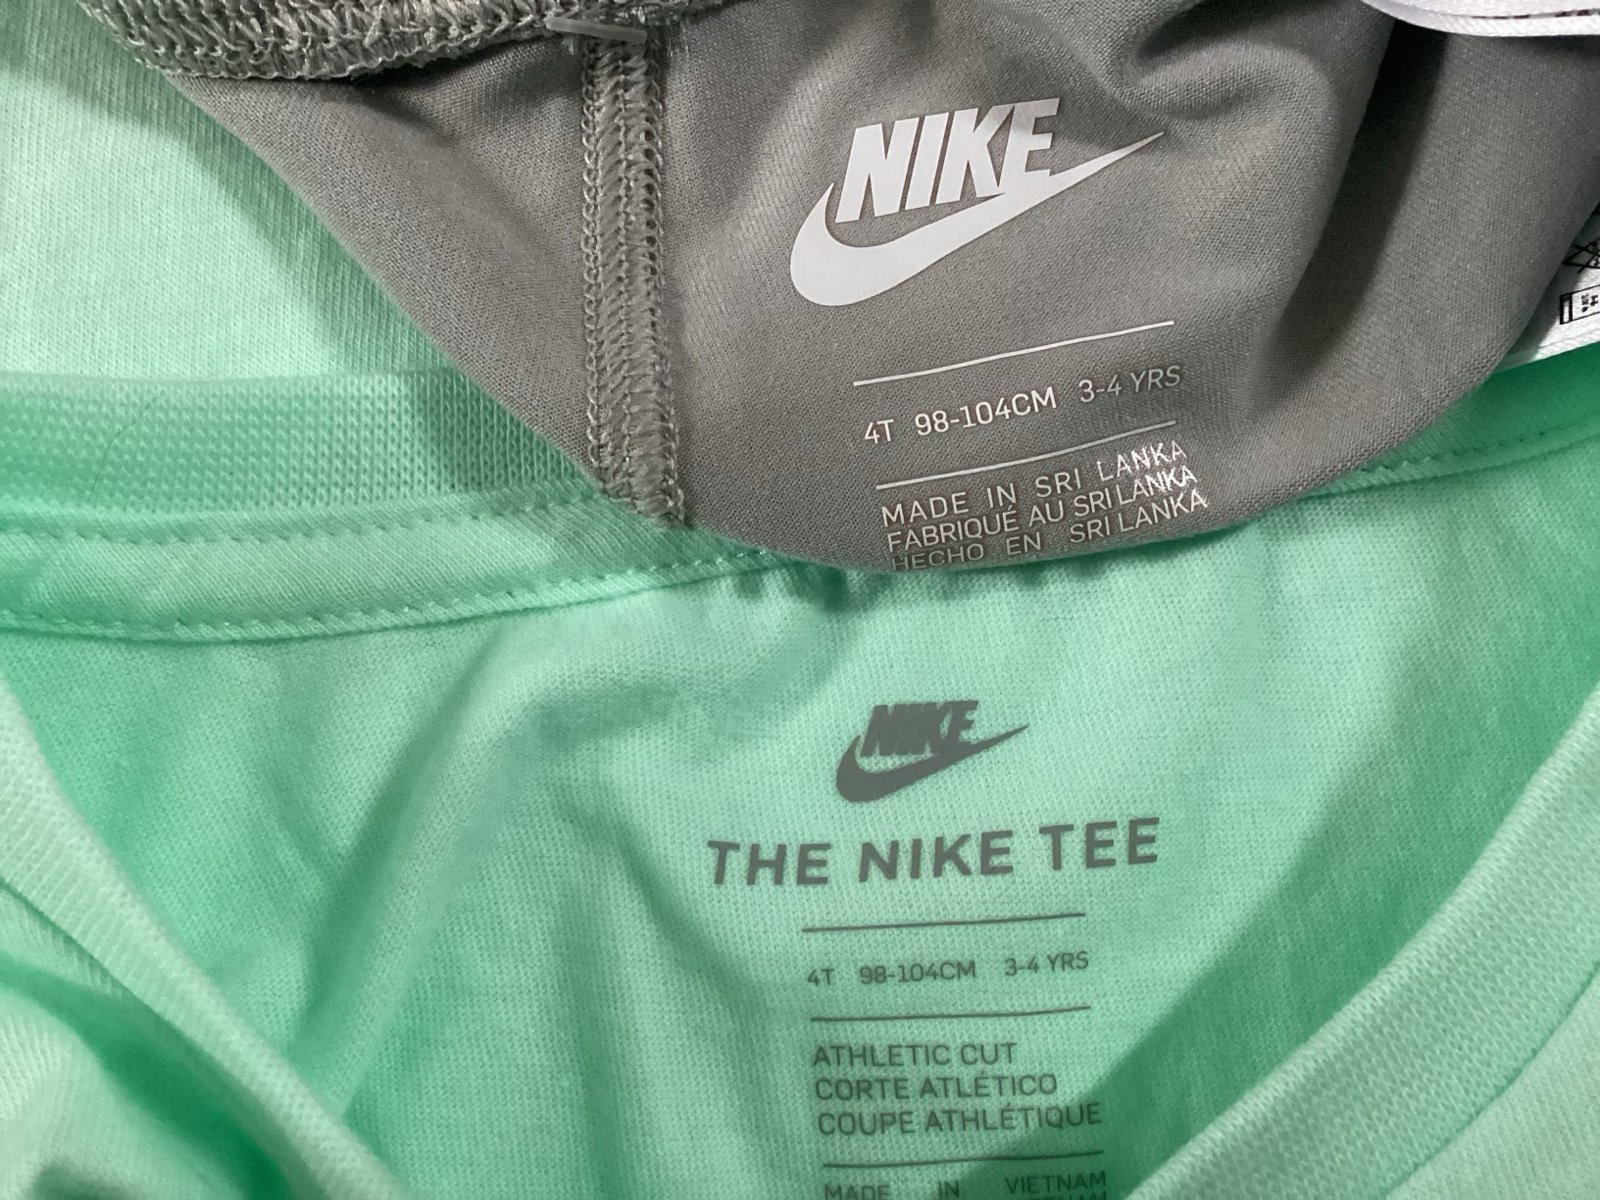 NIKE
4T 98-104CM 3-4 YRS
MADE IN SRI LANKA
FABRIQUÉ AU SRI LANKA
HECHO EN SRI LANKA
NIKE
THE NIKE TEE
4T 98-104CM 3-4 YRS
ATHLETIC CUT
CORTE ATLÉTICO
COUPE ATHLÉTIQUE
MADE IN VIETNAM